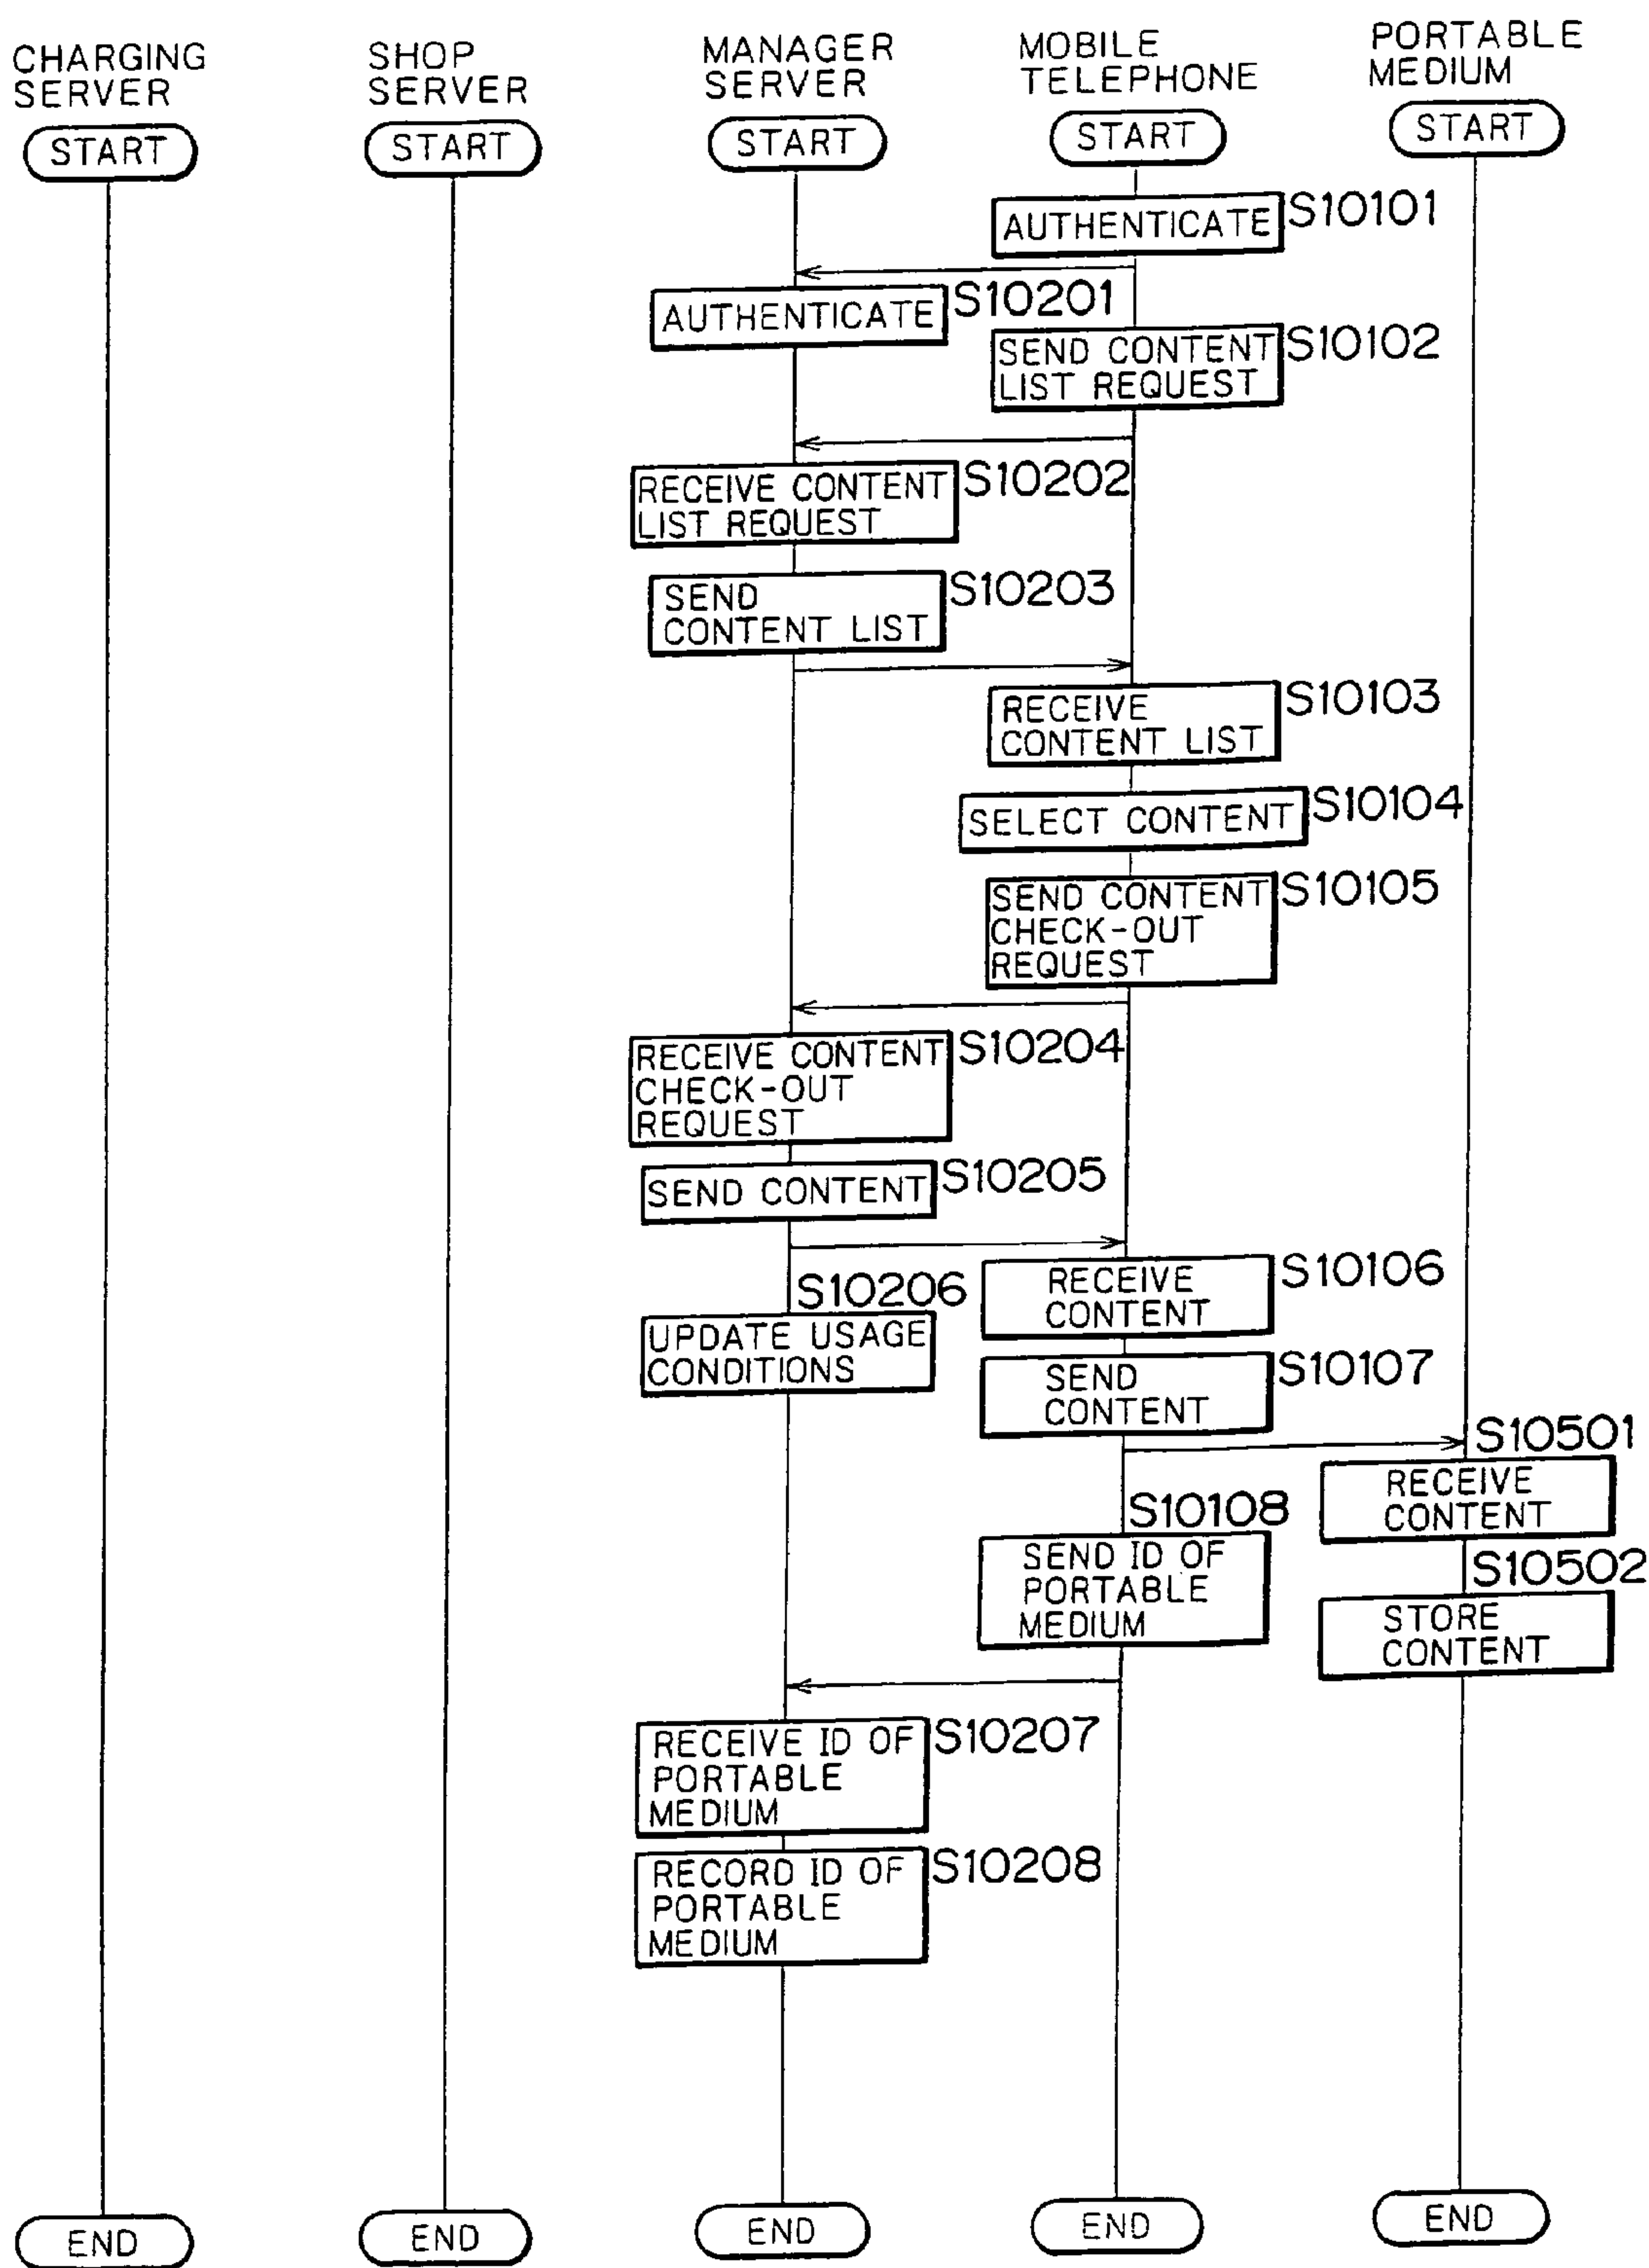 CHARGING
SERVER
SHOP
SERVER
MANAGER
SERVER
MOBILE
TELEPHONE
PORTABLE
MEDIUM
START
START
START
START
START
AUTHENTICATE
S10101
AUTHENTICATE
S10201
SEND CONTENT
LIST REQUEST
S10102
RECEIVE CONTENT
LIST REQUEST
S10202
SEND
CONTENT LIST
S10203
RECEIVE
CONTENT LIST
S10103
SELECT CONTENT
S10104
SEND CONTENT
CHECK-OUT
REQUEST
S10105
RECEIVE CONTENT
CHECK-OUT
REQUEST
S10204
SEND CONTENT
S10205
RECEIVE
CONTENT
S10106
S10206
UPDATE USAGE
CONDITIONS
SEND
CONTENT
S10107
S10501
RECEIVE
CONTENT
S10108
SEND ID OF
PORTABLE
MEDIUM
S10502
STORE
CONTENT
RECEIVE ID OF
PORTABLE
MEDIUM
S10207
RECORD ID OF
PORTABLE
MEDIUM
S10208
END
END
END
END
END